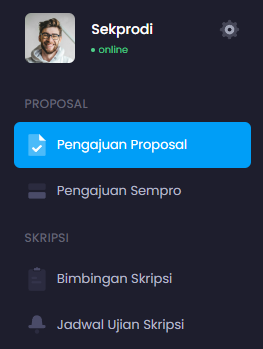 Sekprodi
online
PROPOSAL
Pengajuan Proposal
Pengajuan Sempro
SKRIPSI
Bimbingan Skripsi
Jadwal Ujian Skripsi